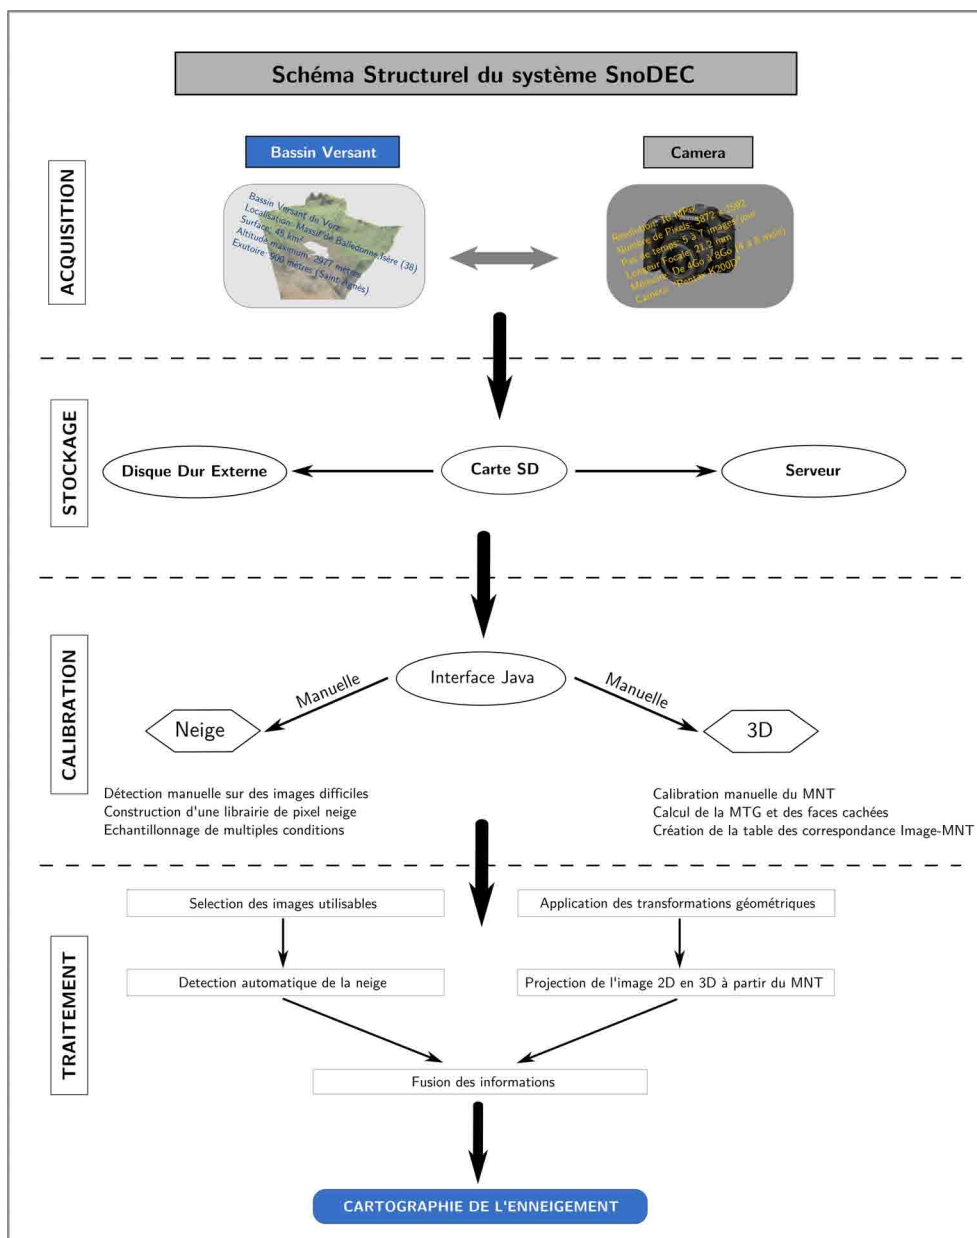 Schéma Structurel du système SnoDEC
ACQUISITION
Bassin Versant
Camera
Bassin Versant du Vorz
Localisation: Massif de Belledonne,Isère (38)
Surface: 45 km²
Altitude maximum: 2977 mètres
Exutoire: 900 mètres (Saint-Agnès)
Résolution: 10 MPix
Nombre de Pixels: 3872 × 2592
Pas de temps: 5 à 7 images/jour
Longeur Focale: 21.2 mm
Mémoire: De 4Go à 8Go (4 à 8 mois)
Camera: "Pentax K200D"
STOCKAGE
Disque Dur Externe
Carte SD
Serveur
CALIBRATION
Interface Java
Manuelle
Manuelle
Neige
3D
Détection manuelle sur des images difficiles
Construction d'une librairie de pixel neige
Echantillonnage de multiples conditions
Calibration manuelle du MNT
Calcul de la MTG et des faces cachées
Création de la table des correspondance Image-MNT
TRAITEMENT
Selection des images utilisables
Application des transformations géométriques
Detection automatique de la neige
Projection de l'image 2D en 3D à partir du MNT
Fusion des informations
CARTOGRAPHIE DE L'ENNEIGEMENT